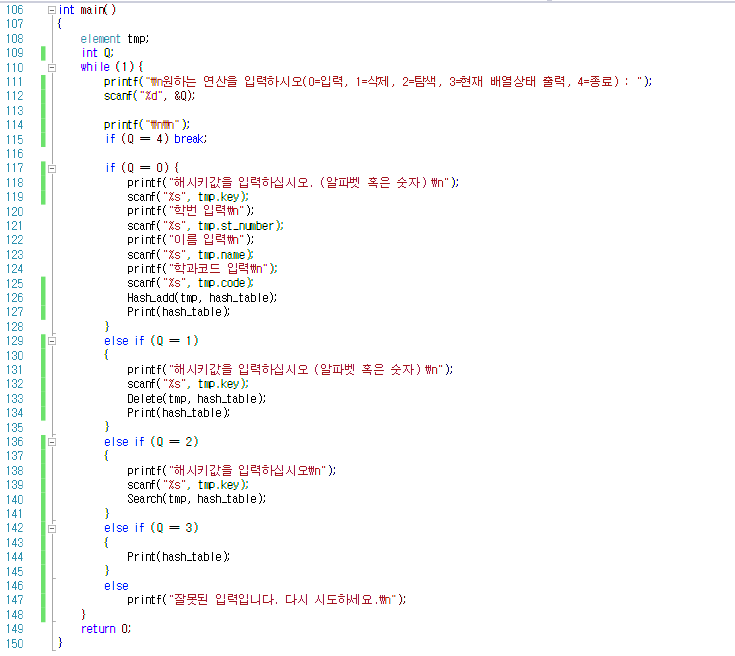 106 int main()
107 {
108 element tmp;
109 int Q;
110 while (1) {
111 printf("₩n원하는 연산을 입력하시오(0=입력, 1=삭제, 2=탐색, 3=현재 배열상태 출력, 4=종료) : ");
112 scanf("%d", &Q);
113
114 printf("₩n₩n");
115 if (Q == 4) break;
116
117 if (Q == 0) {
118 printf("해시키값을 입력하십시오. (알파벳 혹은 숫자)₩n");
119 scanf("%s", tmp.key);
120 printf("학번 입력₩n");
121 scanf("%s", tmp.st_number);
122 printf("이름 입력₩n");
123 scanf("%s", tmp.name);
124 printf("학과코드 입력₩n");
125 scanf("%s", tmp.code);
126 Hash_add(tmp, hash_table);
127 Print(hash_table);
128 }
129 else if (Q == 1)
130 {
131 printf("해시키값을 입력하십시오 (알파벳 혹은 숫자)₩n");
132 scanf("%s", tmp.key);
133 Delete(tmp, hash_table);
134 Print(hash_table);
135 }
136 else if (Q == 2)
137 {
138 printf("해시키값을 입력하십시오₩n");
139 scanf("%s", tmp.key);
140 Search(tmp, hash_table);
141 }
142 else if (Q == 3)
143 {
144 Print(hash_table);
145 }
146 else
147 printf("잘못된 입력입니다. 다시 시도하세요.₩n");
148 }
149 return 0;
150 }